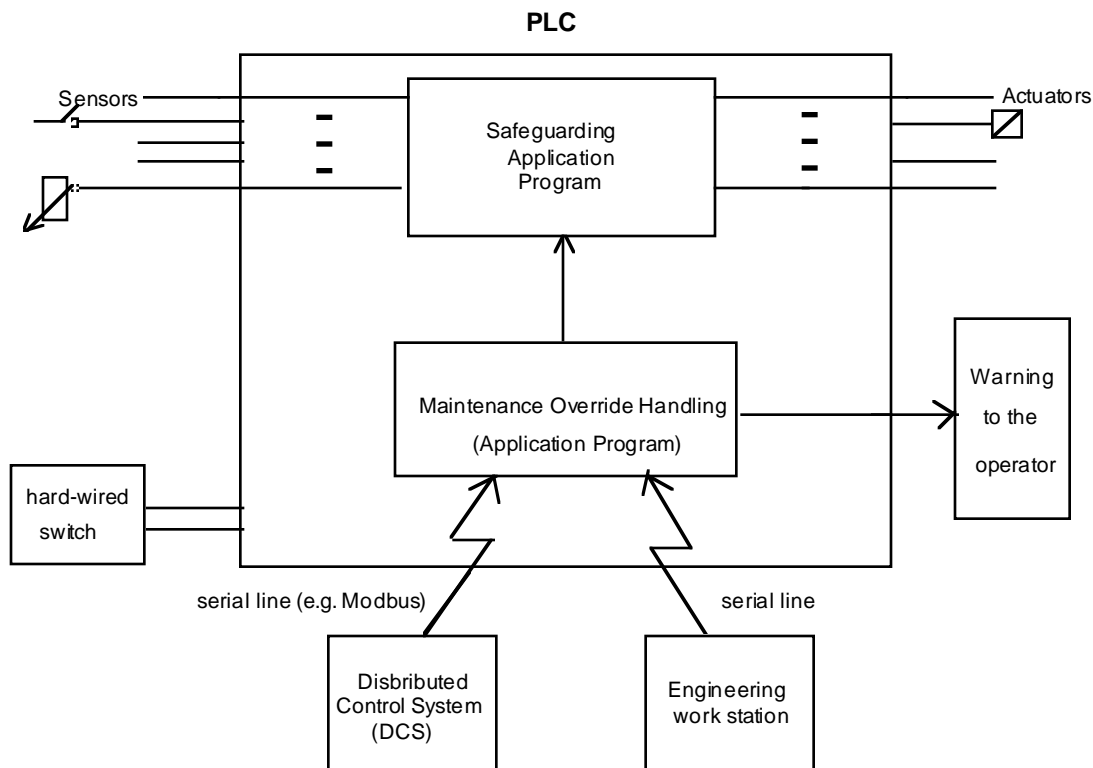 PLC
Sensors
Actuators
Safeguarding
Application
Program
Maintenance Override Handling
(Application Program)
Warning
to the
operator
hard-wired
switch
serial line (e.g. Modbus)
serial line
Disbributed
Control System
(DCS)
Engineering
work station